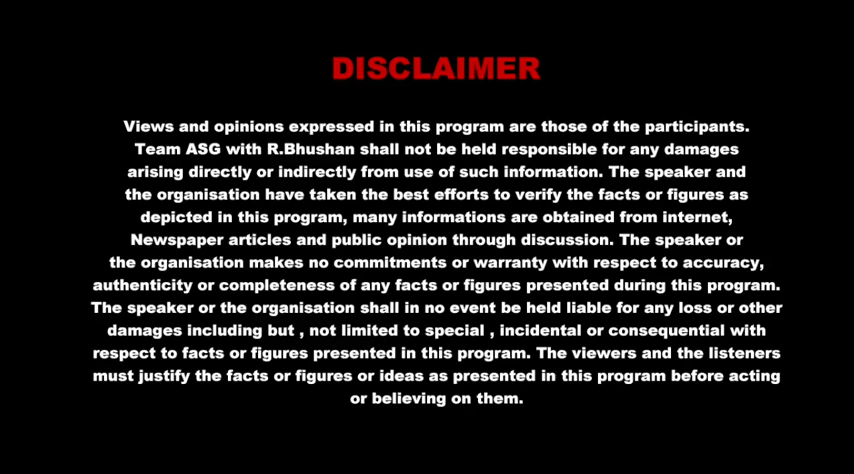 DISCLAIMER
Views and opinions expressed in this program are those of the participants.
Team ASG with R.Bhushan shall not be held responsible for any damages
arising directly or indirectly from use of such information. The speaker and
the organisation have taken the best efforts to verify the facts or figures as
depicted in this program, many informations are obtained from internet,
Newspaper articles and public opinion through discussion. The speaker or
the organisation makes no commitments or warranty with respect to accuracy,
authenticity or completeness of any facts or figures presented during this program.
The speaker or the organisation shall in no event be held liable for any loss or other
damages including but , not limited to special , incidental or consequential with
respect to facts or figures presented in this program. The viewers and the listeners
must justify the facts or figures or ideas as presented in this program before acting
or believing on them.